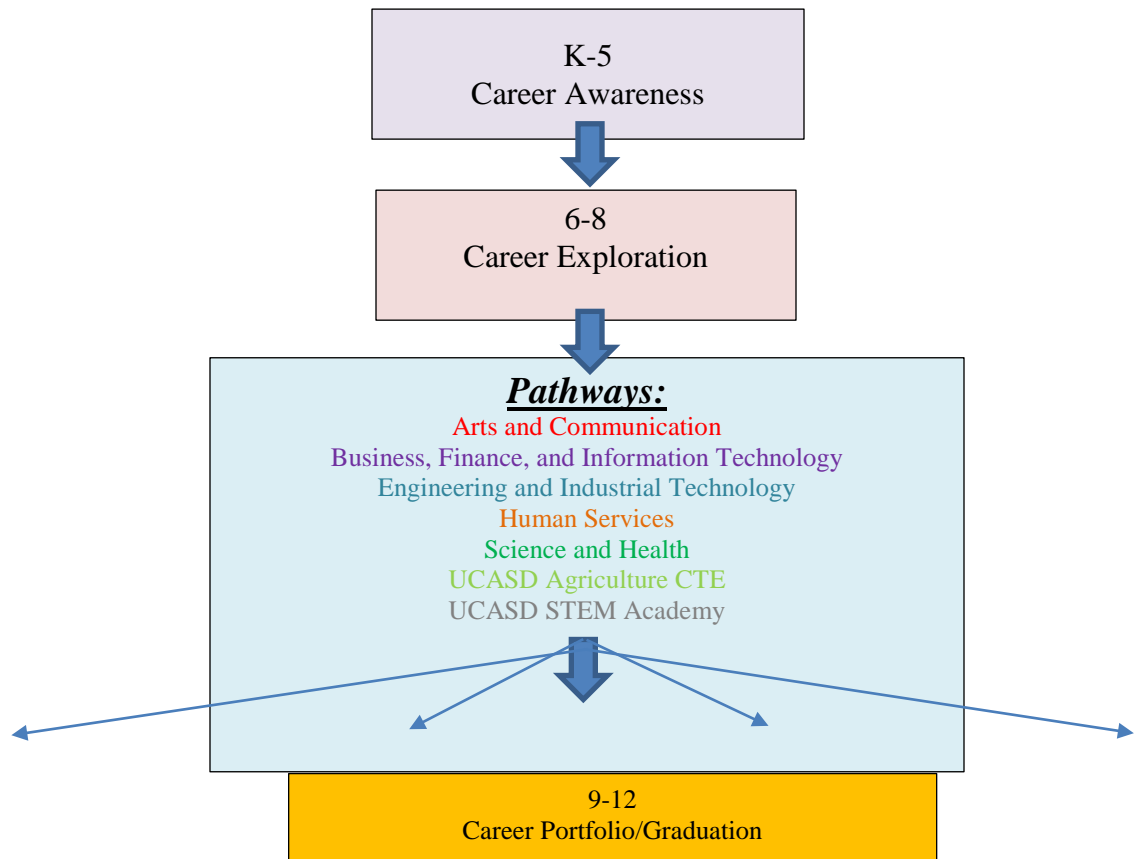 K-5
Career Awareness
6-8
Career Exploration
Pathways:
Arts and Communication
Business, Finance, and Information Technology
Engineering and Industrial Technology
Human Services
Science and Health
UCASD Agriculture CTE
UCASD STEM Academy
9-12
Career Portfolio/Graduation